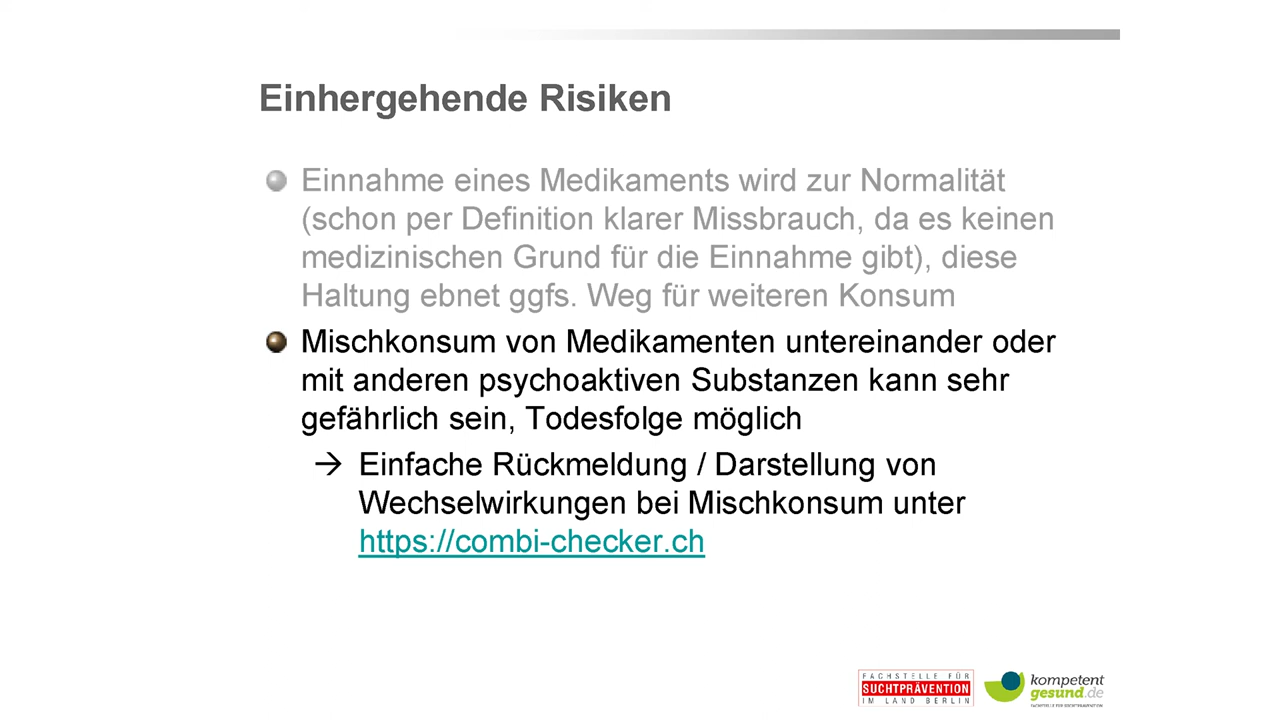 Einhergehende Risiken
Einnahme eines Medikaments wird zur Normalität
(schon per Definition klarer Missbrauch, da es keinen
medizinischen Grund für die Einnahme gibt), diese
Haltung ebnet ggfs. Weg für weiteren Konsum
Mischkonsum von Medikamenten untereinander oder
mit anderen psychoaktiven Substanzen kann sehr
gefährlich sein, Todesfolge möglich
→ Einfache Rückmeldung / Darstellung von
Wechselwirkungen bei Mischkonsum unter
https://combi-checker.ch
FACHSTELLE FÜR
SUCHTPRÄVENTION
IM LAND BERLIN
kompetent
gesund.de
FACHSTELLE FÜR SUCHTPRÄVENTION